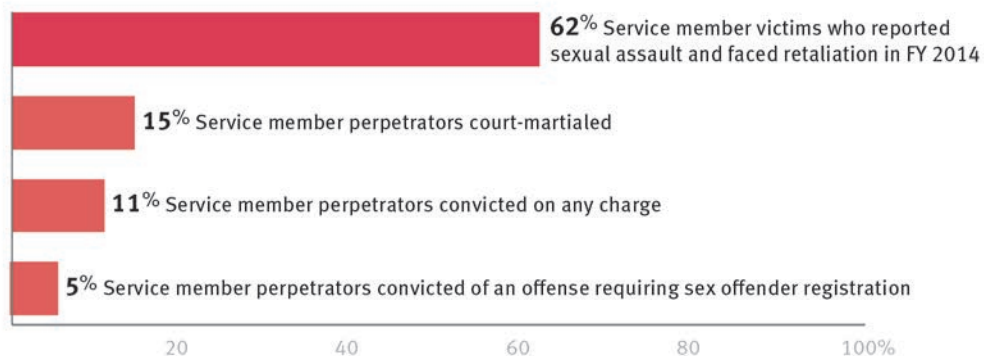 62% Service member victims who reported
sexual assault and faced retaliation in FY 2014
15% Service member perpetrators court-martialed
11% Service member perpetrators convicted on any charge
5% Service member perpetrators convicted of an offense requiring sex offender registration
20 40 60 80 100%